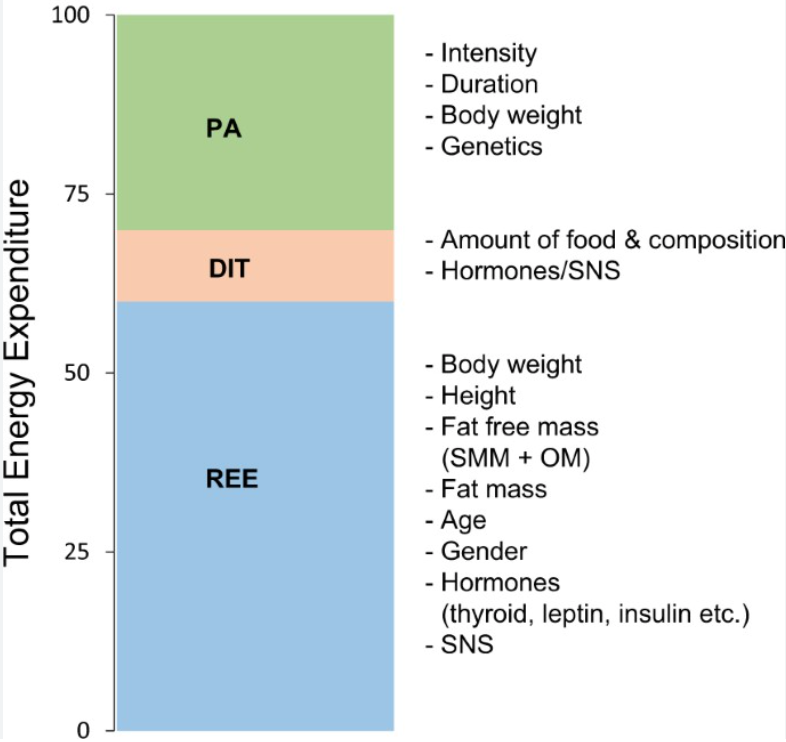 Total Energy Expenditure
100
75
50
25
0
PA
DIT
REE
- Intensity
- Duration
- Body weight
- Genetics
- Amount of food & composition
- Hormones/SNS
- Body weight
- Height
- Fat free mass
(SMM + OM)
- Fat mass
- Age
- Gender
- Hormones
(thyroid, leptin, insulin etc.)
- SNS